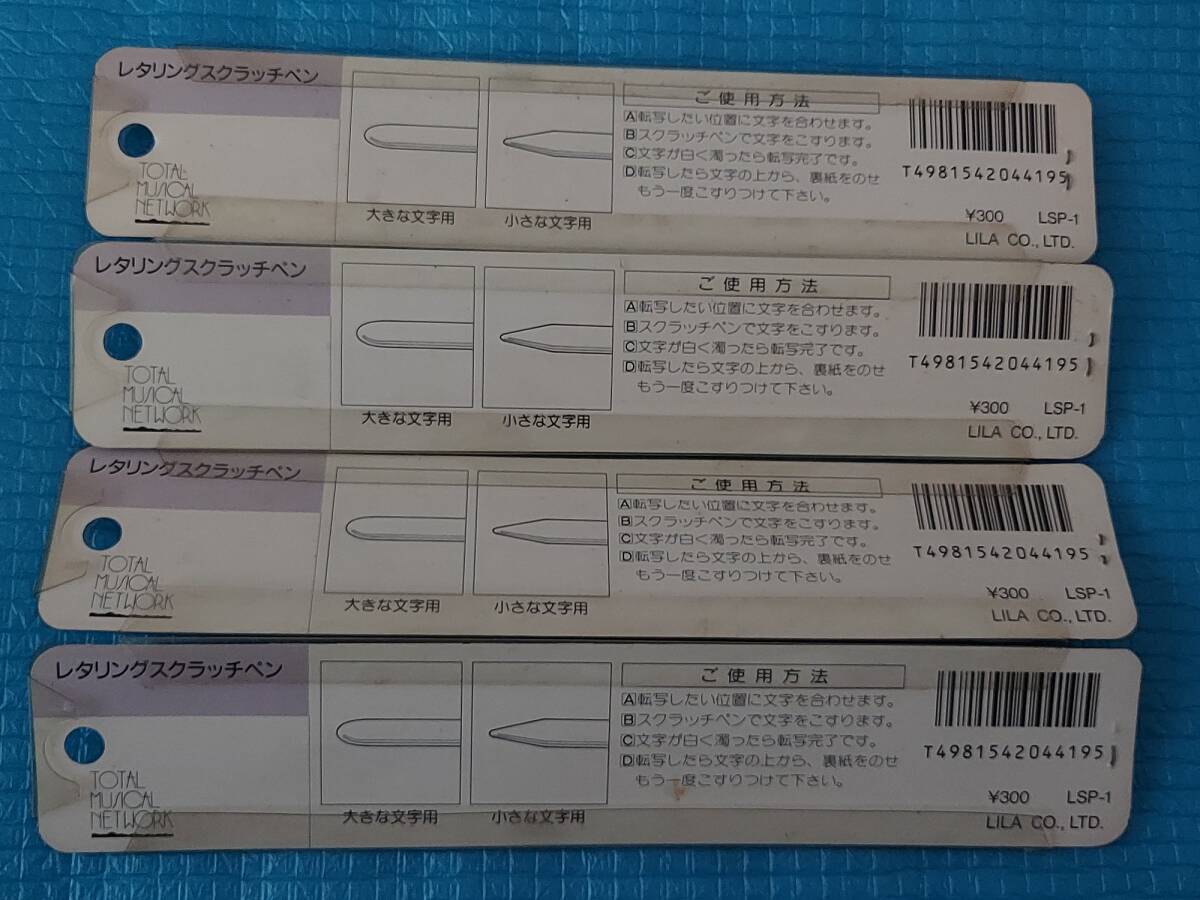 レタリングスクラッチペン
TOTAL
MUSICAL
NETWORK
大きな文字用
小さな文字用
ご使用方法
A転写したい位置に文字を合わせます。
Bスクラッチペンで文字をこすります。
C文字が白く濁ったら転写完了です。
D転写したら文字の上から、裏紙をのせ
もう一度こすりつけて下さい。
T4981542044195
¥300 LSP-1
LILA CO.,LTD.
レタリングスクラッチペン
TOTAL
MUSICAL
NETWORK
大きな文字用
小さな文字用
ご使用方法
A転写したい位置に文字を合わせます。
Bスクラッチペンで文字をこすります。
C文字が白く濁ったら転写完了です。
D転写したら文字の上から、裏紙をのせ
もう一度こすりつけて下さい。
T4981542044195
¥300 LSP-1
LILA CO.,LTD.
レタリングスクラッチペン
TOTAL
MUSICAL
NETWORK
大きな文字用
小さな文字用
ご使用方法
A転写したい位置に文字を合わせます。
Bスクラッチペンで文字をこすります。
C文字が白く濁ったら転写完了です。
D転写したら文字の上から、裏紙をのせ
もう一度こすりつけて下さい。
T4981542044195
¥300 LSP-1
LILA CO.,LTD.
レタリングスクラッチペン
TOTAL
MUSICAL
NETWORK
大きな文字用
小さな文字用
ご使用方法
A転写したい位置に文字を合わせます。
Bスクラッチペンで文字をこすります。
C文字が白く濁ったら転写完了です。
D転写したら文字の上から、裏紙をのせ
もう一度こすりつけて下さい。
T4981542044195
¥300 LSP-1
LILA CO.,LTD.